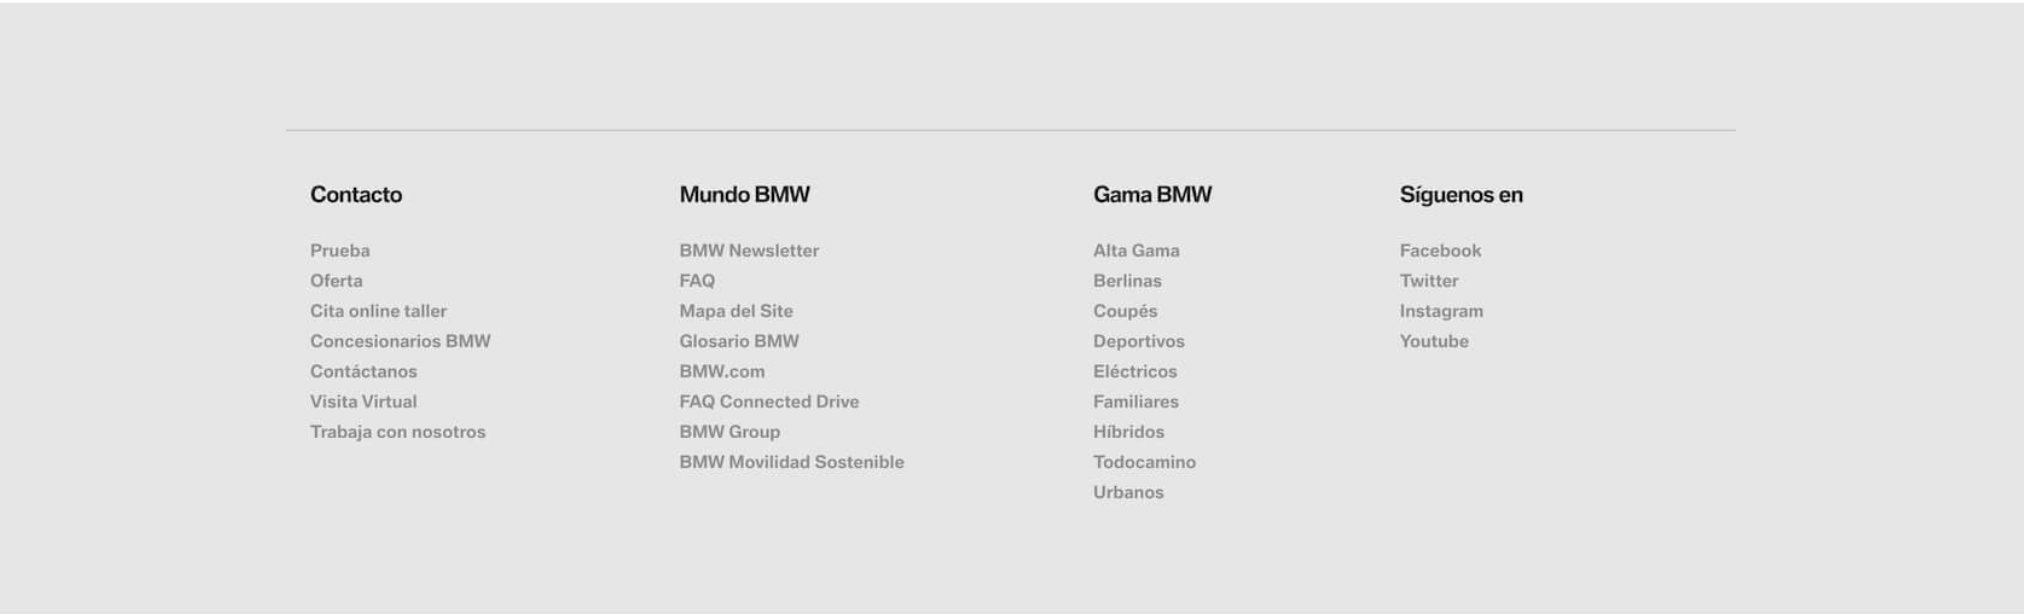 Contacto
Prueba
Oferta
Cita online taller
Concesionarios BMW
Contáctanos
Visita Virtual
Trabaja con nosotros
Mundo BMW
BMW Newsletter
FAQ
Mapa del Site
Glosario BMW
BMW.com
FAQ Connected Drive
BMW Group
BMW Movilidad Sostenible
Gama BMW
Alta Gama
Berlinas
Coupés
Deportivos
Eléctricos
Familiares
Híbridos
Todocamino
Urbanos
Síguenos en
Facebook
Twitter
Instagram
Youtube